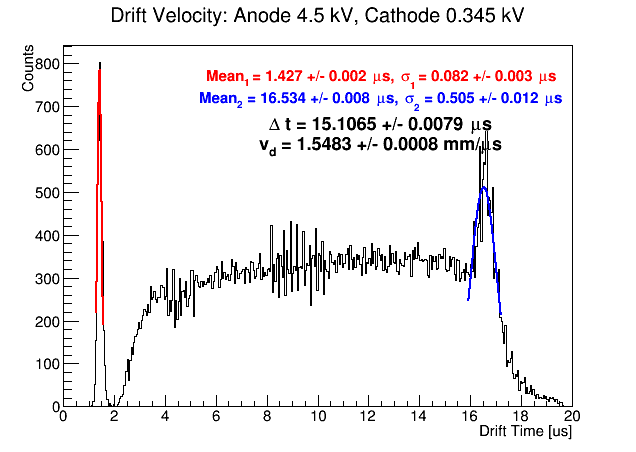 Drift Velocity: Anode 4.5 kV, Cathode 0.345 kV
Counts
Mean1 = 1.427 +/- 0.002 μs, σ1 = 0.082 +/- 0.003 μs
Mean2 = 16.534 +/- 0.008 μs, σ2 = 0.505 +/- 0.012 μs
Δ t = 15.1065 +/- 0.0079 μs
vd = 1.5483 +/- 0.0008 mm/μs
800
700
600
500
400
300
200
100
0
0 2 4 6 8 10 12 14 16 18 20
Drift Time [us]